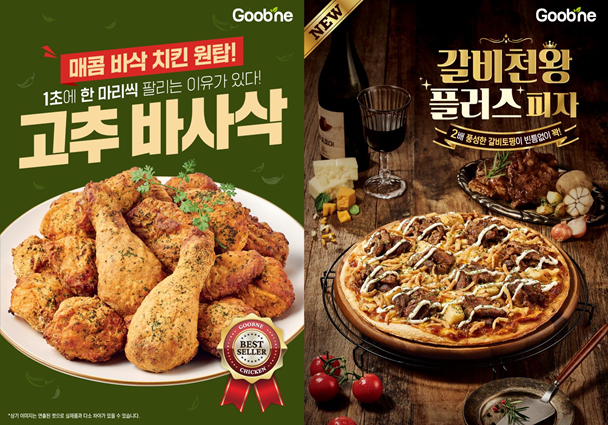 Goobne
매콤 바삭 치킨 원탑!
1초에 한 마리씩 팔리는 이유가 있다!
고추 바사삭
GOOBNE
BEST
SELLER
CHICKEN
*상기 이미지는 연출된 컷으로 실제품과 다소 차이가 있을 수 있습니다.
NEW
Goobne
갈비천왕
플러스 피자
2배 풍성한 갈비토핑이 빈틈없이 꽉!